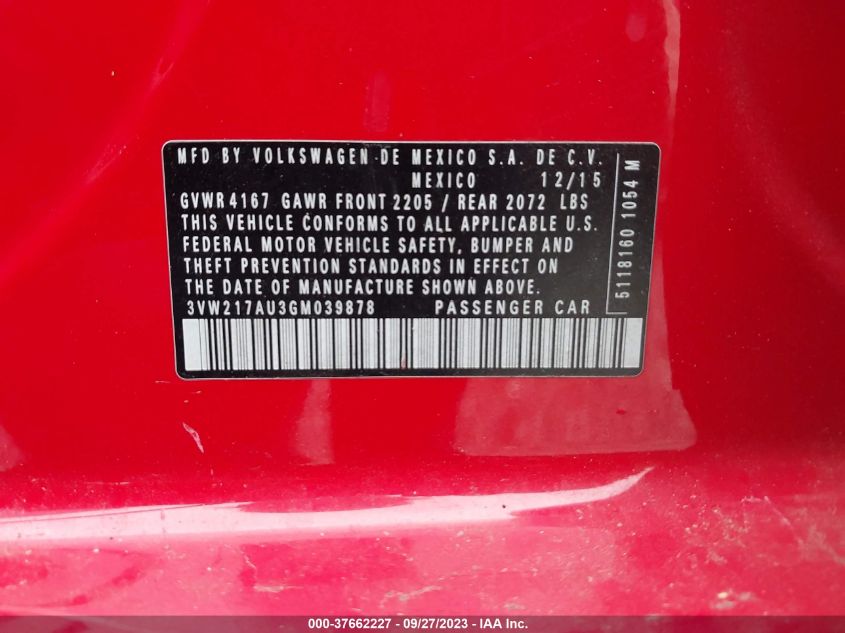 MFD BY VOLKSWAGEN DE MEXICO S.A. DE C.V.
MEXICO 12/15
GVWR 4167 GAWR FRONT 2205 / REAR 2072 LBS
THIS VEHICLE CONFORMS TO ALL APPLICABLE U.S.
FEDERAL MOTOR VEHICLE SAFETY, BUMPER AND
THEFT PREVENTION STANDARDS IN EFFECT ON
THE DATE OF MANUFACTURE SHOWN ABOVE.
3VW217AU3GM039878 PASSENGER CAR
5118160 1054 M
000-37662227 - 09/27/2023 - IAA Inc.